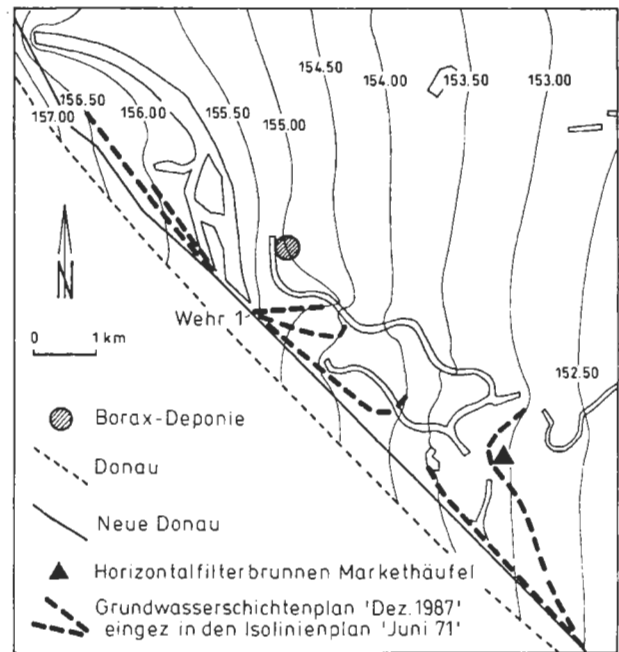 154.50
154.00
153.50
153.00
156.50
157.00
156.00
155.50
155.00
N
Wehr 1
0 1 km
152.50
Borax-Deponie
Donau
Neue Donau
Horizontalfilterbrunnen Markethäufel
Grundwasserschichtenplan 'Dez. 1987'
eingez in den Isolinienplan 'Juni 71'